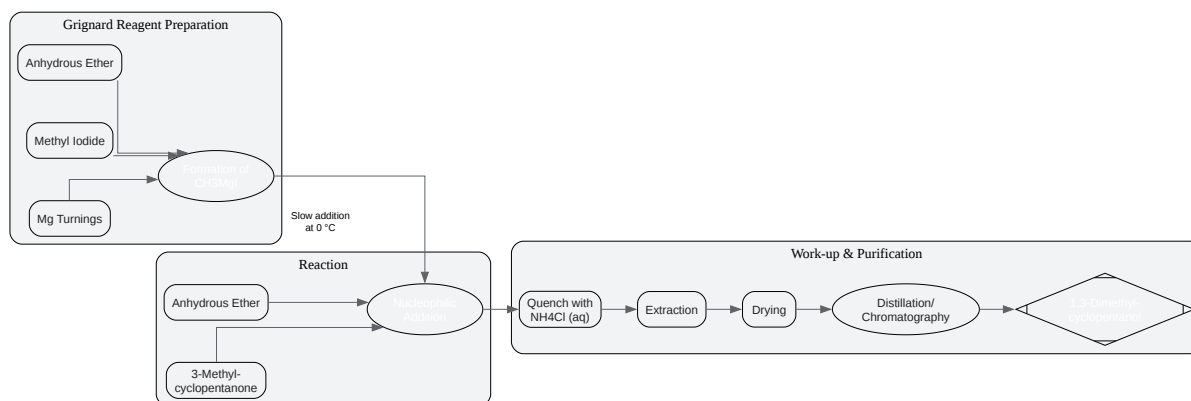 Grignard Reagent Preparation
Anhydrous Ether
Methyl Iodide
Formation of
CH3MgI
Mg Turnings
Slow addition
at 0 °C
Reaction
Anhydrous Ether
Nucleophilic
Addition
3-Methyl-
cyclopentanone
Work-up & Purification
Quench with
NH4Cl (aq)
Extraction
Drying
Distillation/
Chromatography
1,3-Dimethyl-
cyclopentanol